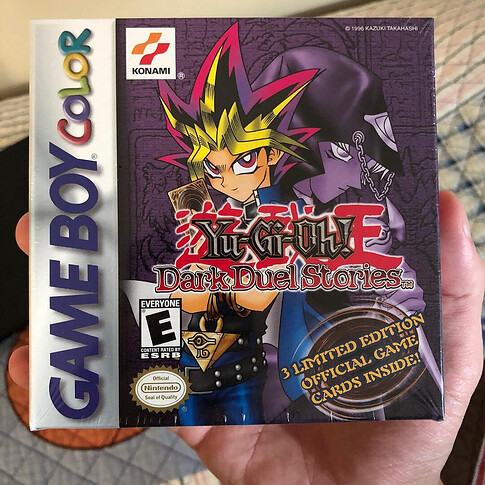 GAME BOY COLOR
© 1996 KAZUKI TAKAHASHI
KONAMI®
遊戯王
Yu-Gi-Oh!
Dark Duel Stories™
EVERYONE
E
CONTENT RATED BY
ESRB
Official
Nintendo
Seal of Quality
3 LIMITED EDITION
OFFICIAL GAME
CARDS INSIDE!